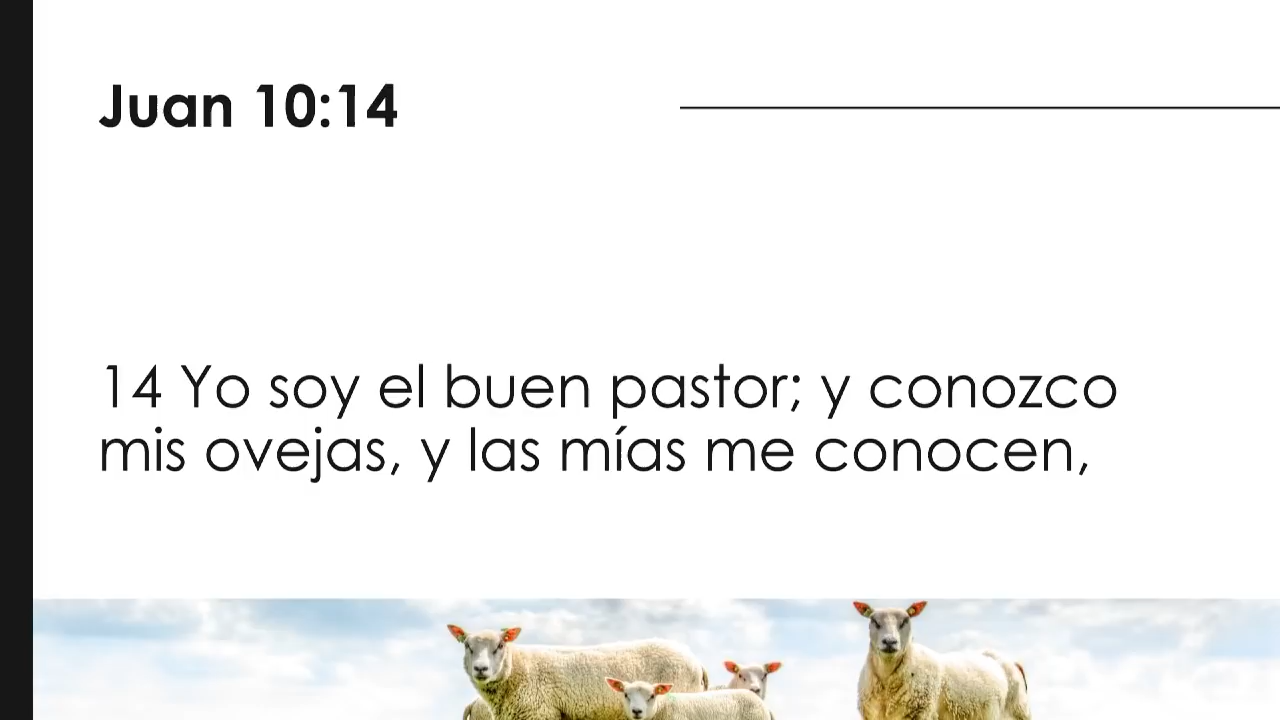 Juan 10:14
14 Yo soy el buen pastor; y conozco
mis ovejas, y las mías me conocen,